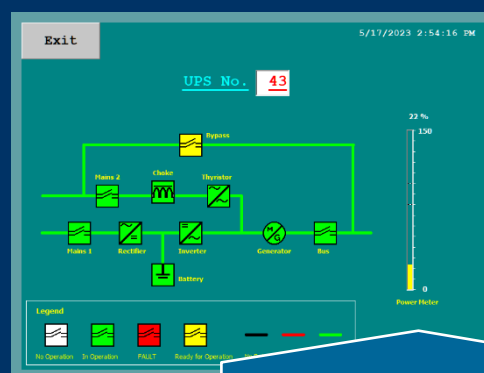 Exit
5/17/2023 2:54:16 PM
UPS No. 43
22 %
150
Bypass
Mains 2
Choke
Thyristor
Mains 1
Rectifier
Inverter
Generator
Bus
Battery
0
Power Meter
Legend
No Operation
In Operation
FAULT
Ready for Operation